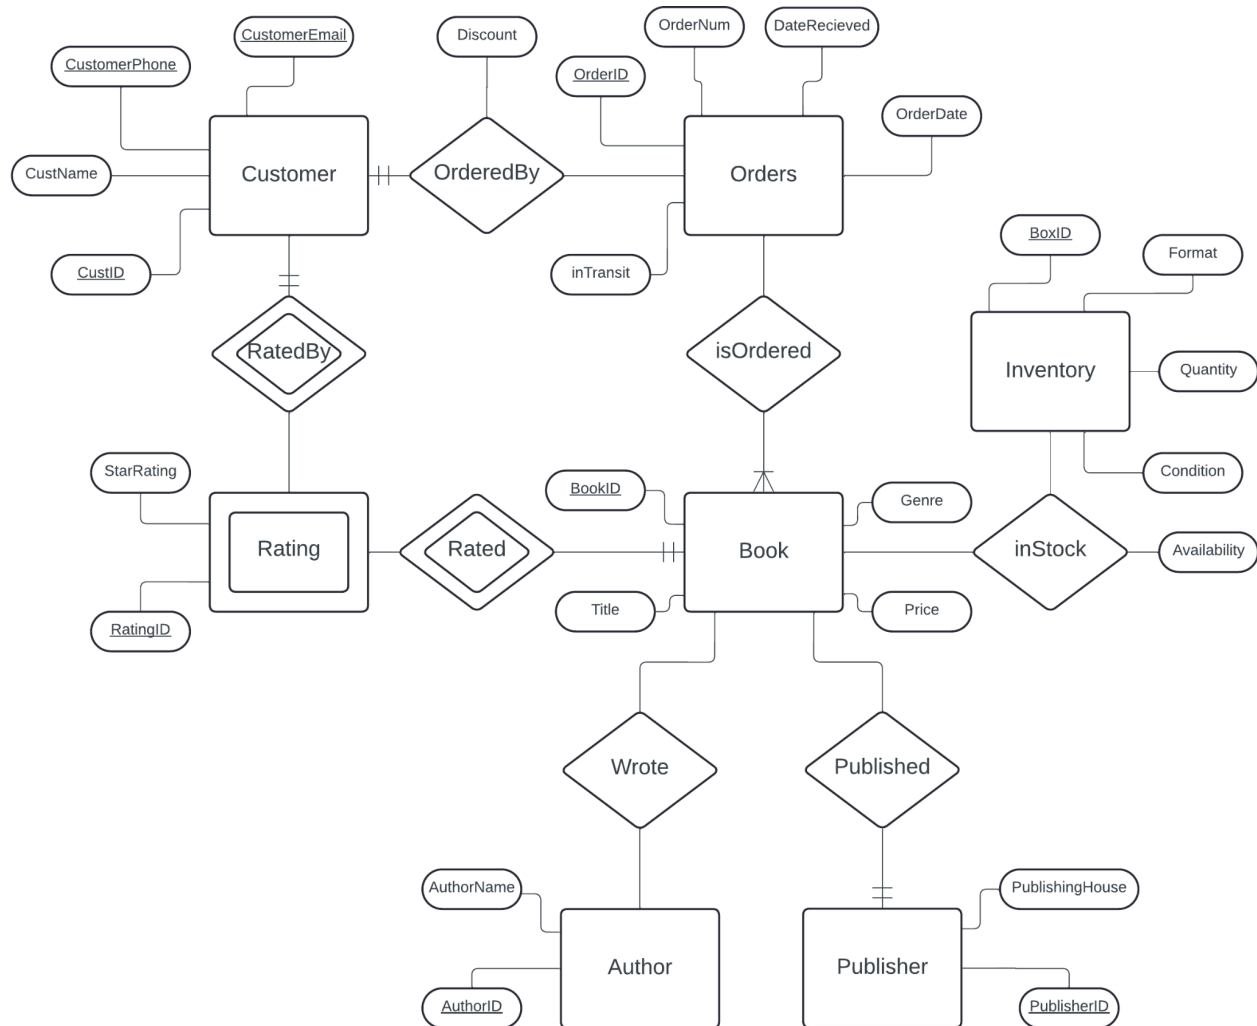 OrderNum
DateRecieved
CustomerEmail
Discount
CustomerPhone
OrderID
OrderDate
CustName
Customer
OrderedBy
Orders
BoxID
Format
CustID
inTransit
RatedBy
isOrdered
Inventory
Quantity
StarRating
BookID
Genre
Condition
Rating
Rated
Book
inStock
Availability
RatingID
Title
Price
Wrote
Published
AuthorName
PublishingHouse
Author
Publisher
AuthorID
PublisherID